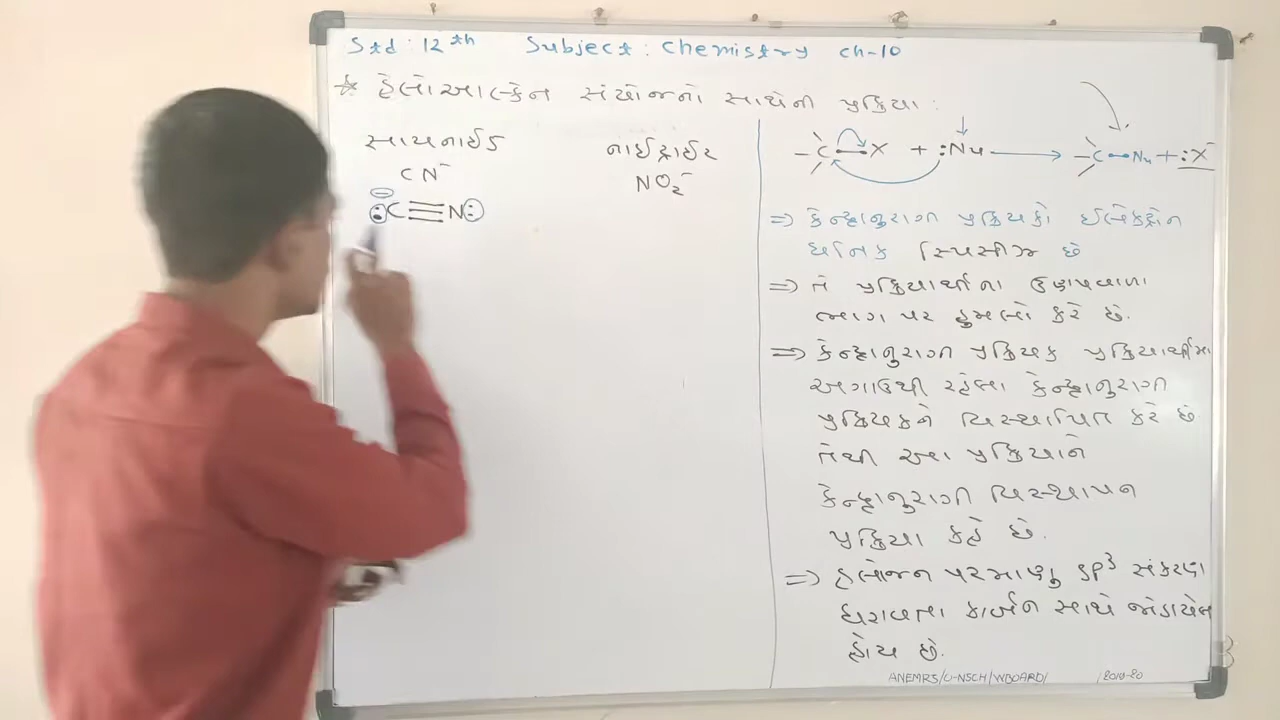 Std : 12th Subject : Chemistry ch-10
* હેલોઆલ્કેન સંયોજનો સાથેની પ્રક્રિયા :
સાયનાઈડ
CN⁻
:C≡N:
નાઈટ્રાઈટ
NO₂⁻
-C-X + :Nu → -C-Nu + :X⁻
⇒ કેન્દ્રાનુરાગી પ્રક્રિયકો ઈલેક્ટ્રોન
ધનિક સ્પિસીઝ છે
⇒ તે પ્રક્રિયાર્થીના ઉણપવાળા
ભાગ પર હુમલો કરે છે.
⇒ કેન્દ્રાનુરાગી પ્રક્રિયક પ્રક્રિયાર્થીમા
અગાઉથી રહેલા કેન્દ્રાનુરાગી
પ્રક્રિયકને વિસ્થાપિત કરે છે
તેથી આ પ્રક્રિયાને
કેન્દ્રાનુરાગી વિસ્થાપન
પ્રક્રિયા કહે છે.
⇒ હેલોજન પરમાણુ sp³ સંકરણ
ધરાવતા કાર્બન સાથે જોડાયેલ
હોય છે.
ANEMRS/U-NSCH/WBOARD/ /2019-20